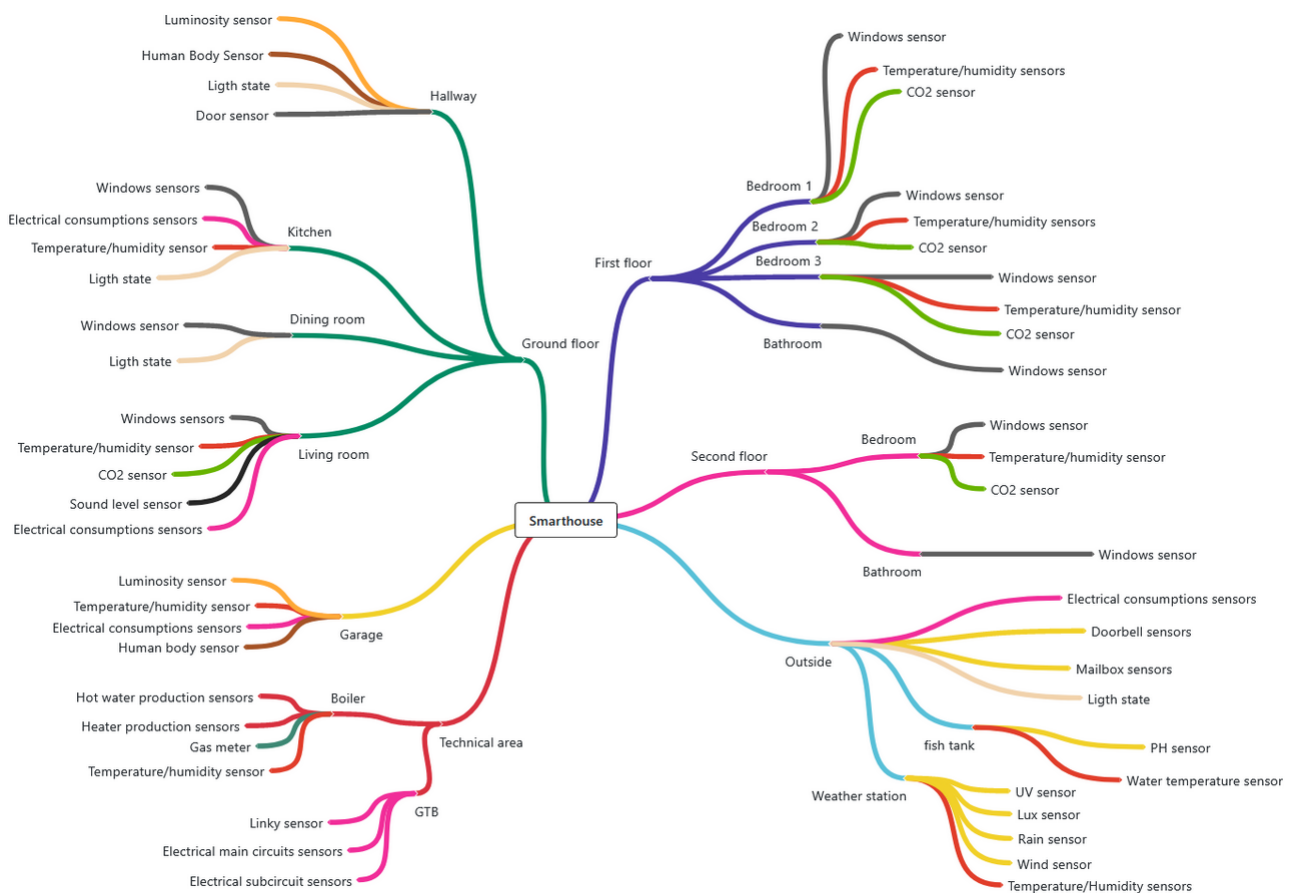 Smarthouse
Ground floor
Hallway
Luminosity sensor
Human Body Sensor
Ligth state
Door sensor
Kitchen
Windows sensors
Electrical consumptions sensors
Temperature/humidity sensor
Ligth state
Dining room
Windows sensor
Ligth state
Living room
Windows sensors
Temperature/humidity sensor
CO2 sensor
Sound level sensor
Electrical consumptions sensors
Garage
Luminosity sensor
Temperature/humidity sensor
Electrical consumptions sensors
Human body sensor
Technical area
Boiler
Hot water production sensors
Heater production sensors
Gas meter
Temperature/humidity sensor
GTB
Linky sensor
Electrical main circuits sensors
Electrical subcircuit sensors
First floor
Bedroom 1
Windows sensor
Temperature/humidity sensors
CO2 sensor
Bedroom 2
Windows sensor
Temperature/humidity sensors
CO2 sensor
Bedroom 3
Windows sensor
Temperature/humidity sensor
CO2 sensor
Bathroom
Windows sensor
Second floor
Bedroom
Windows sensor
Temperature/humidity sensor
CO2 sensor
Bathroom
Windows sensor
Outside
Electrical consumptions sensors
Doorbell sensors
Mailbox sensors
Ligth state
fish tank
PH sensor
Water temperature sensor
Weather station
UV sensor
Lux sensor
Rain sensor
Wind sensor
Temperature/Humidity sensors